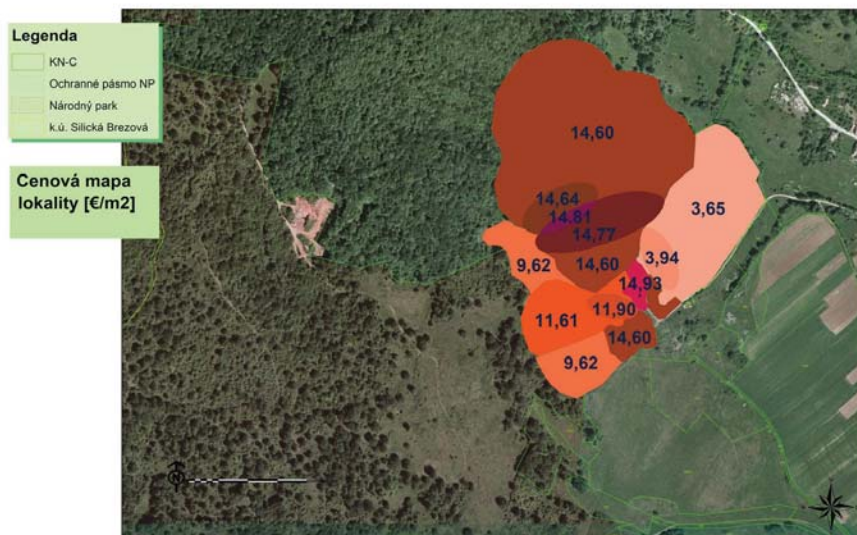 Legenda
KN-C
Ochranné pásmo NP
Národný park
k.ú. Silická Brezová
Cenová mapa
lokality [€/m2]
14,60
14,64
14.81
14,77
3,65
9,62
14,60
3,94
14,93
11,90
11,61
14,60
9,62
N